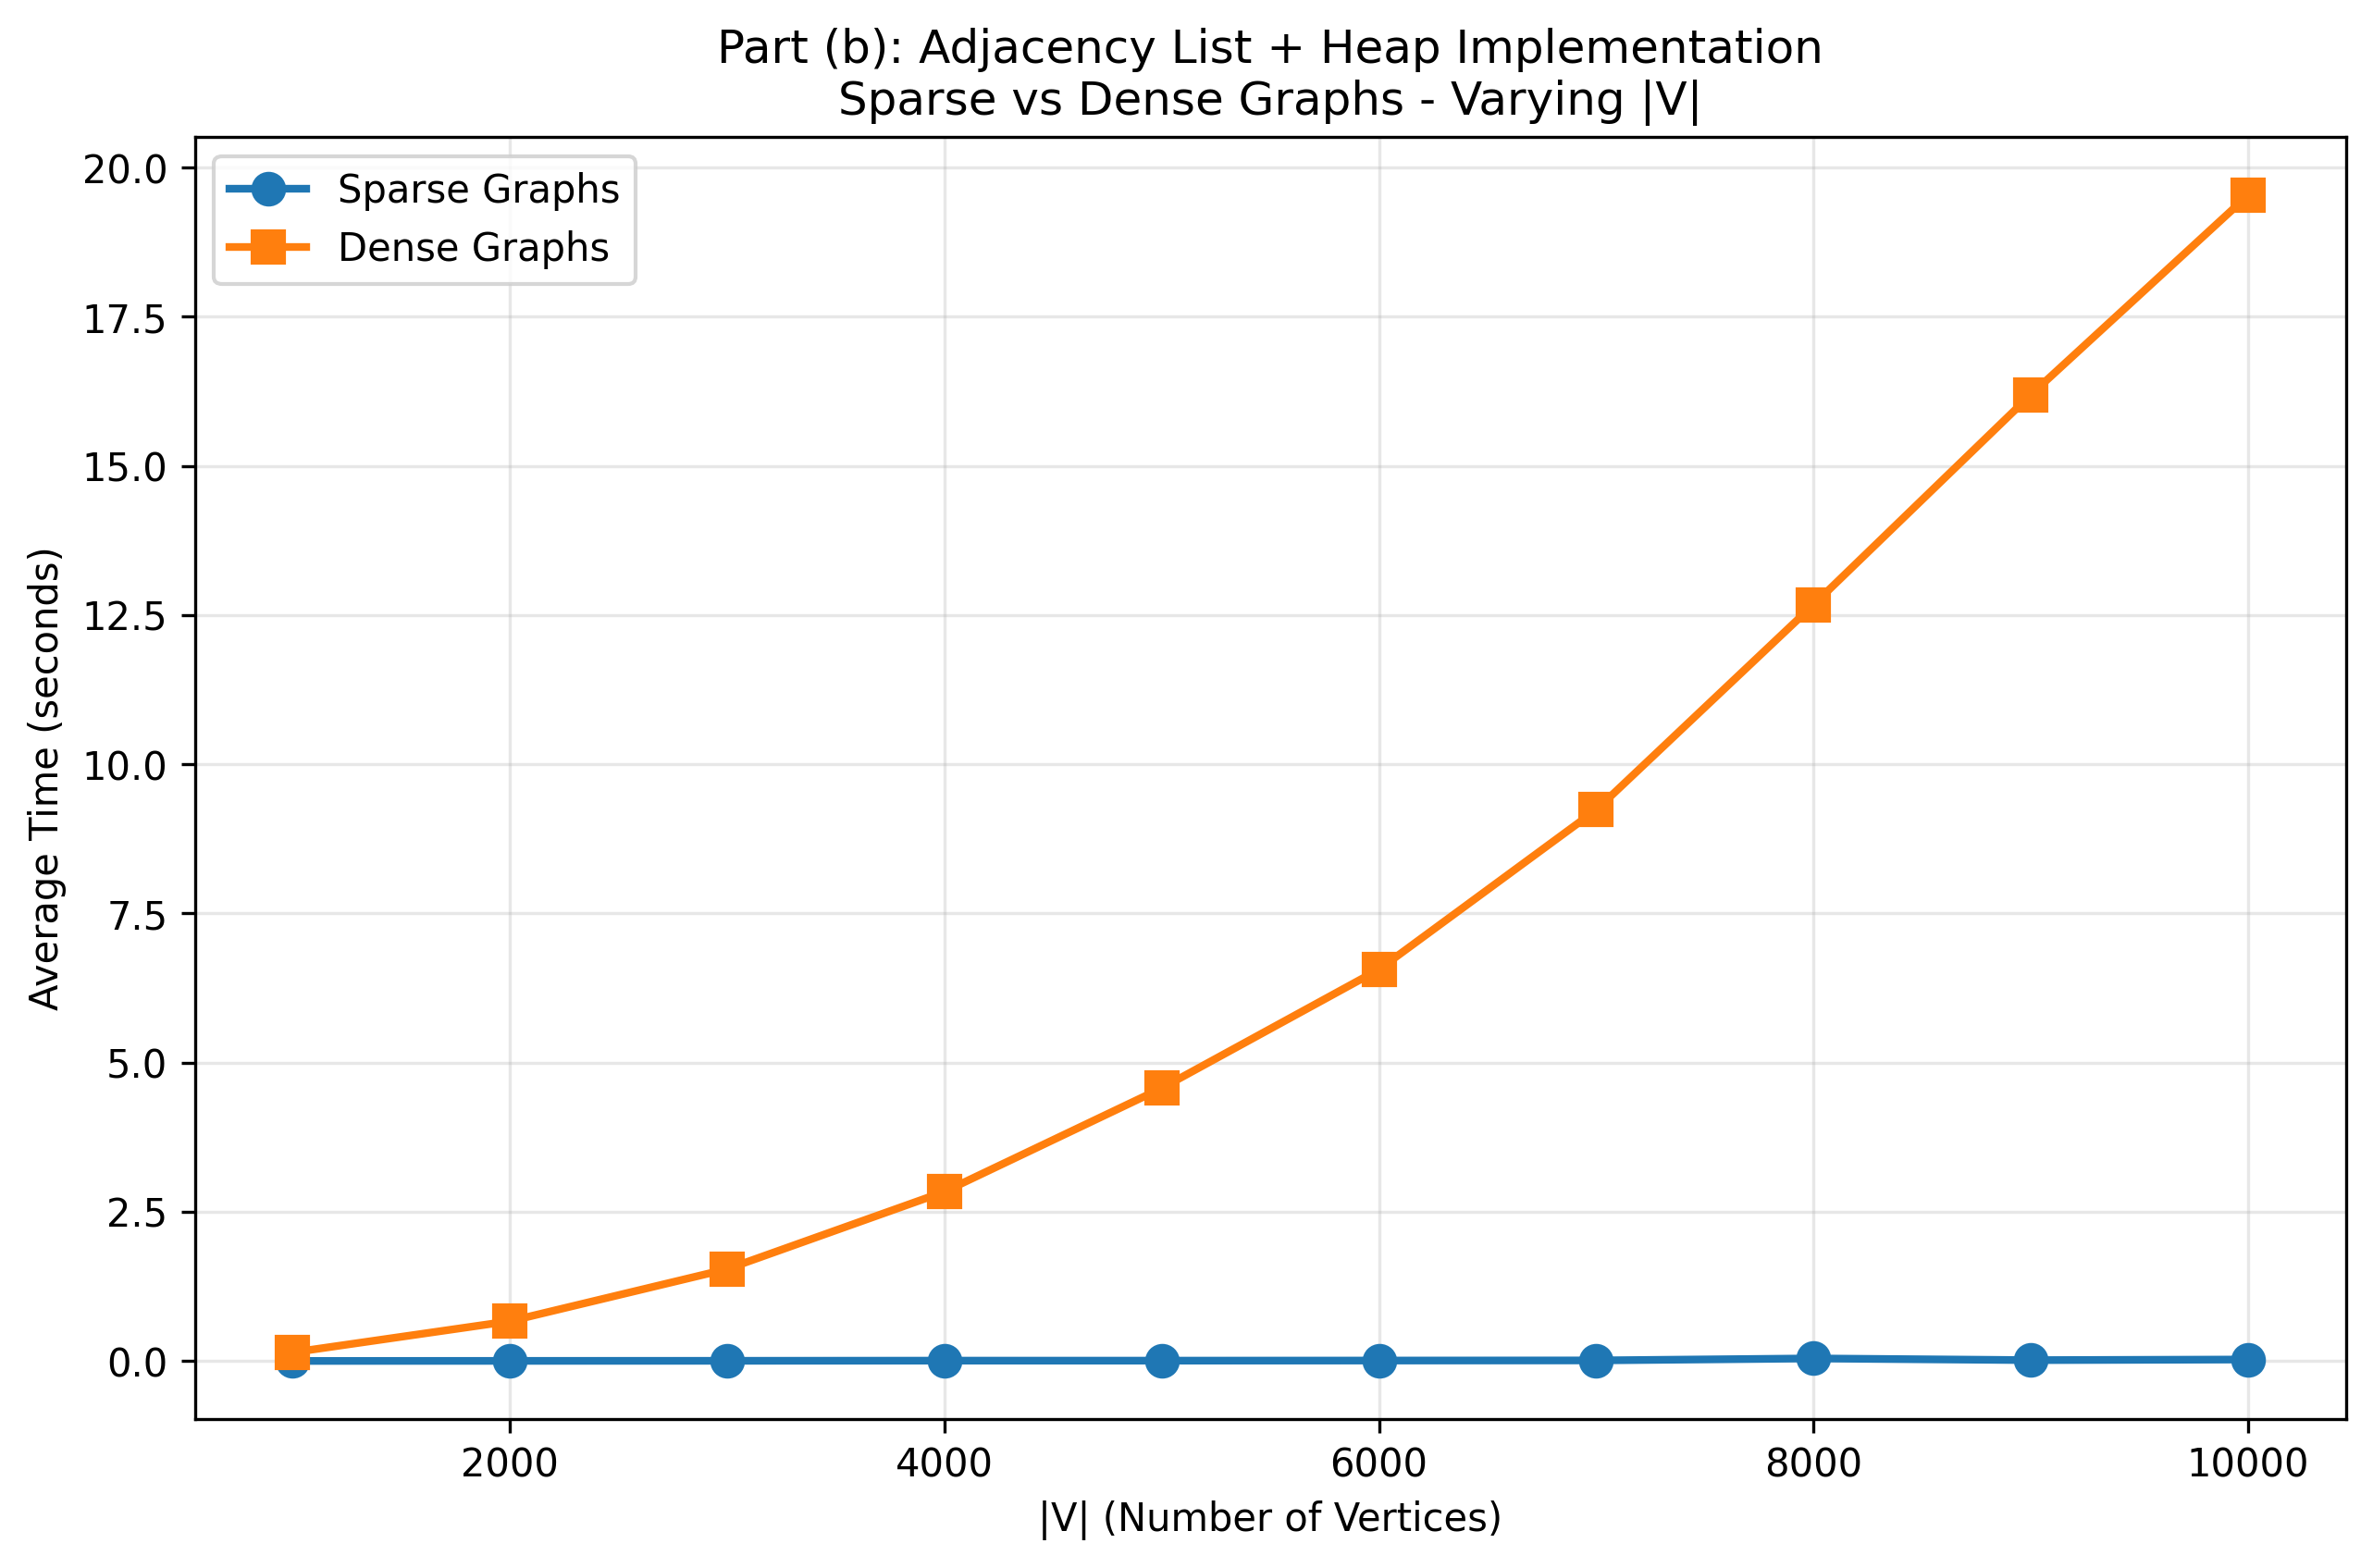 Part (b): Adjacency List + Heap Implementation
Sparse vs Dense Graphs - Varying |V|
Sparse Graphs
Dense Graphs
Average Time (seconds)
20.0
17.5
15.0
12.5
10.0
7.5
5.0
2.5
0.0
2000 4000 6000 8000 10000
|V| (Number of Vertices)